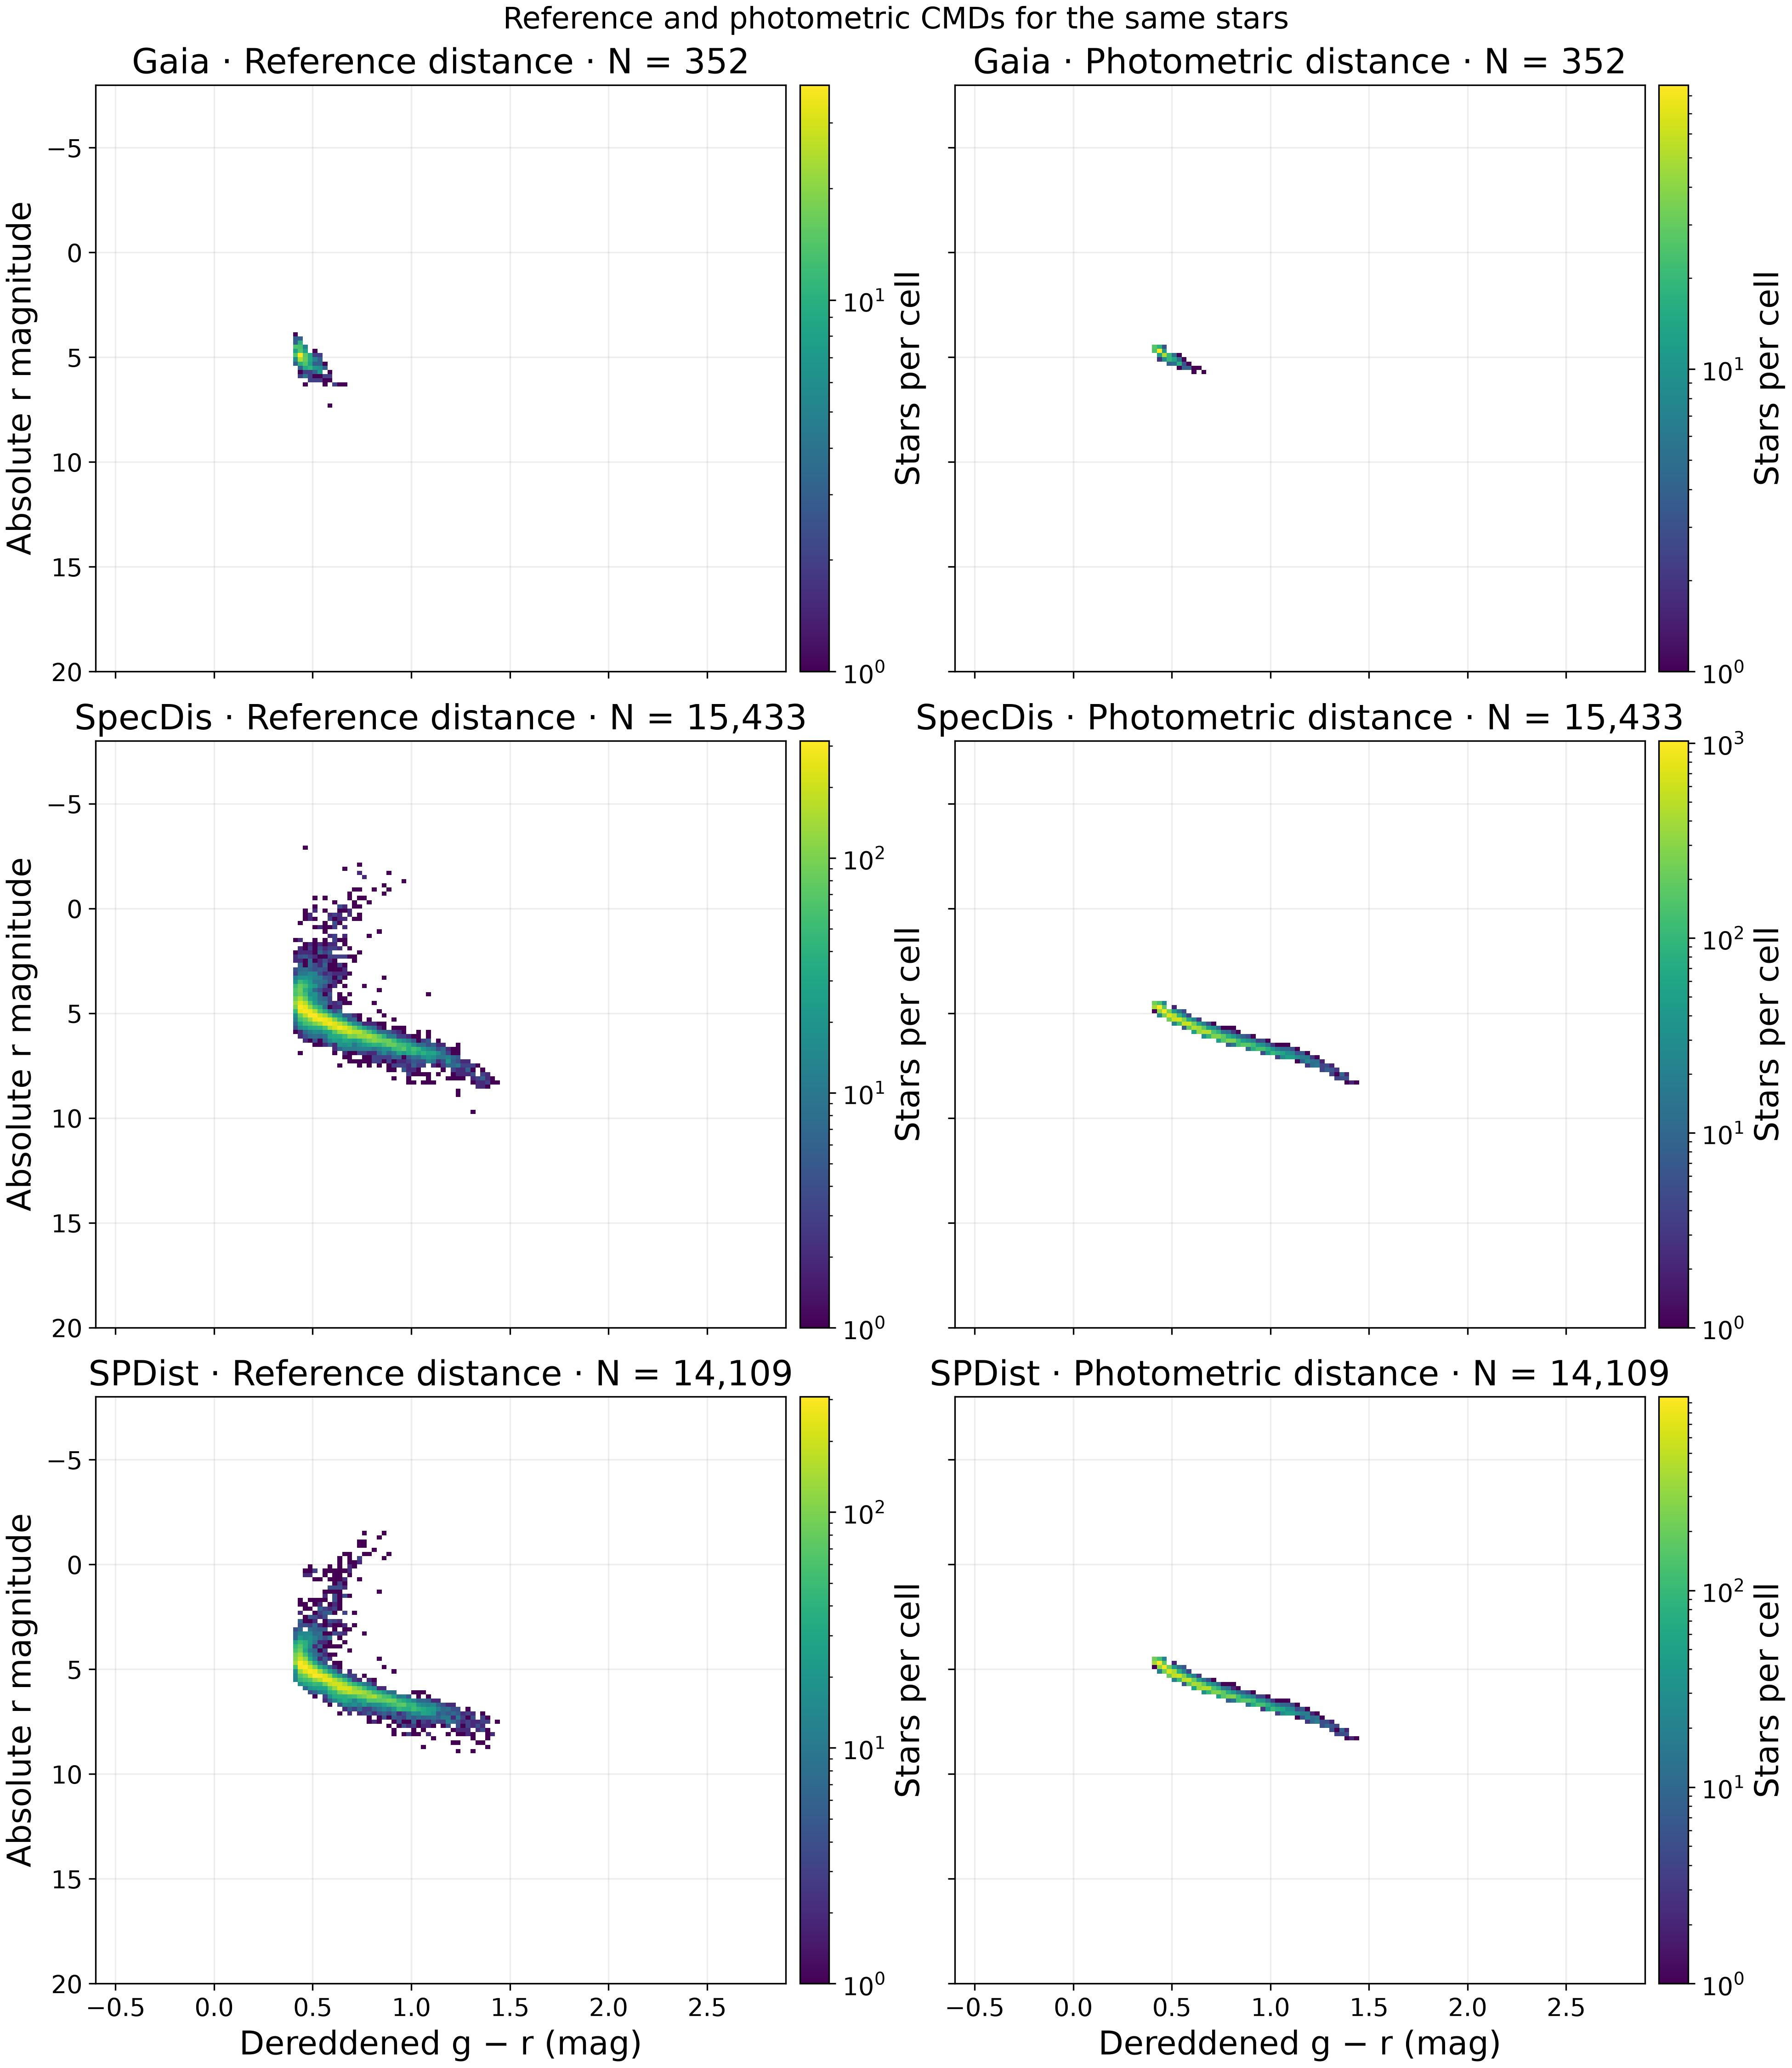 Reference and photometric CMDs for the same stars
Gaia · Reference distance · N = 352
Gaia · Photometric distance · N = 352
−5
0
5
10
15
20
Absolute r magnitude
10¹
10⁰
Stars per cell
10¹
10⁰
Stars per cell
SpecDis · Reference distance · N = 15,433
SpecDis · Photometric distance · N = 15,433
−5
0
5
10
15
20
Absolute r magnitude
10²
10¹
10⁰
Stars per cell
10³
10²
10¹
10⁰
Stars per cell
SPDist · Reference distance · N = 14,109
SPDist · Photometric distance · N = 14,109
−5
0
5
10
15
20
Absolute r magnitude
10²
10¹
10⁰
Stars per cell
10²
10¹
10⁰
Stars per cell
−0.5 0.0 0.5 1.0 1.5 2.0 2.5
−0.5 0.0 0.5 1.0 1.5 2.0 2.5
Dereddened g − r (mag)
Dereddened g − r (mag)